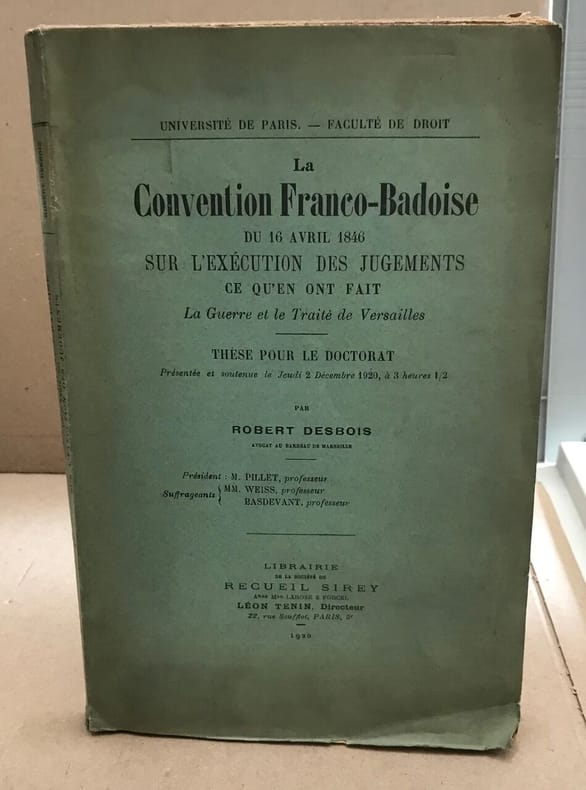 UNIVERSITÉ DE PARIS. — FACULTÉ DE DROIT
La
Convention Franco-Badoise
DU 16 AVRIL 1846
SUR L'EXÉCUTION DES JUGEMENTS
CE QU'EN ONT FAIT
La Guerre et le Traité de Versailles
THÈSE POUR LE DOCTORAT
Présentée et soutenue le Jeudi 2 Décembre 1920, à 3 heures 1/2
PAR
ROBERT DESBOIS
AVOCAT AU BARREAU DE MARSEILLE
Président : M. PILLET, professeur
Suffrageants { MM. WEISS, professeur
BASDEVANT, professeur
LIBRAIRIE
DE LA SOCIÉTÉ DU
RECUEIL SIREY
LAROSE & FORCEL
LÉON TENIN, Directeur
22, rue Soufflot, PARIS, 5e
1920